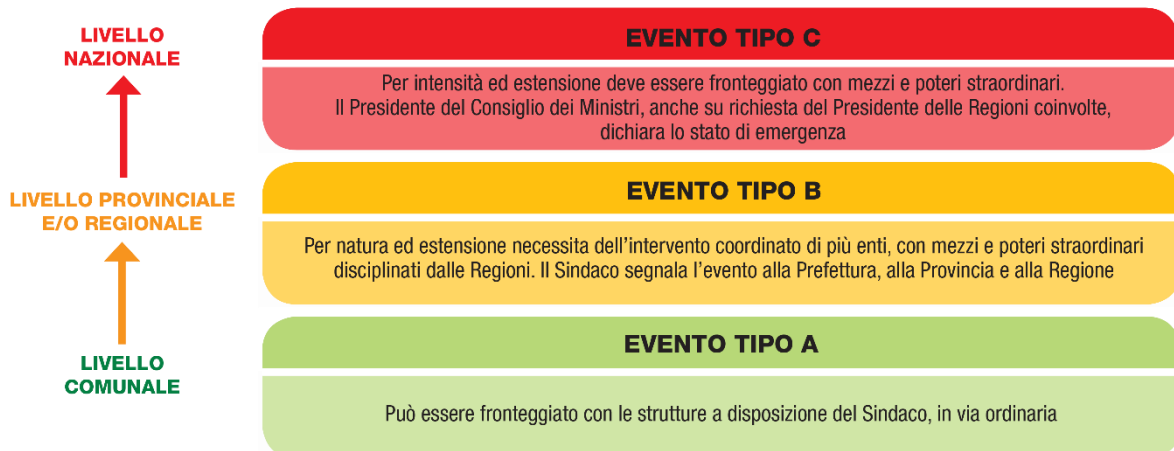 LIVELLO
NAZIONALE
EVENTO TIPO C
Per intensità ed estensione deve essere fronteggiato con mezzi e poteri straordinari.
Il Presidente del Consiglio dei Ministri, anche su richiesta del Presidente delle Regioni coinvolte,
dichiara lo stato di emergenza
LIVELLO PROVINCIALE
E/O REGIONALE
EVENTO TIPO B
Per natura ed estensione necessita dell'intervento coordinato di più enti, con mezzi e poteri straordinari
disciplinati dalle Regioni. Il Sindaco segnala l'evento alla Prefettura, alla Provincia e alla Regione
LIVELLO
COMUNALE
EVENTO TIPO A
Può essere fronteggiato con le strutture a disposizione del Sindaco, in via ordinaria